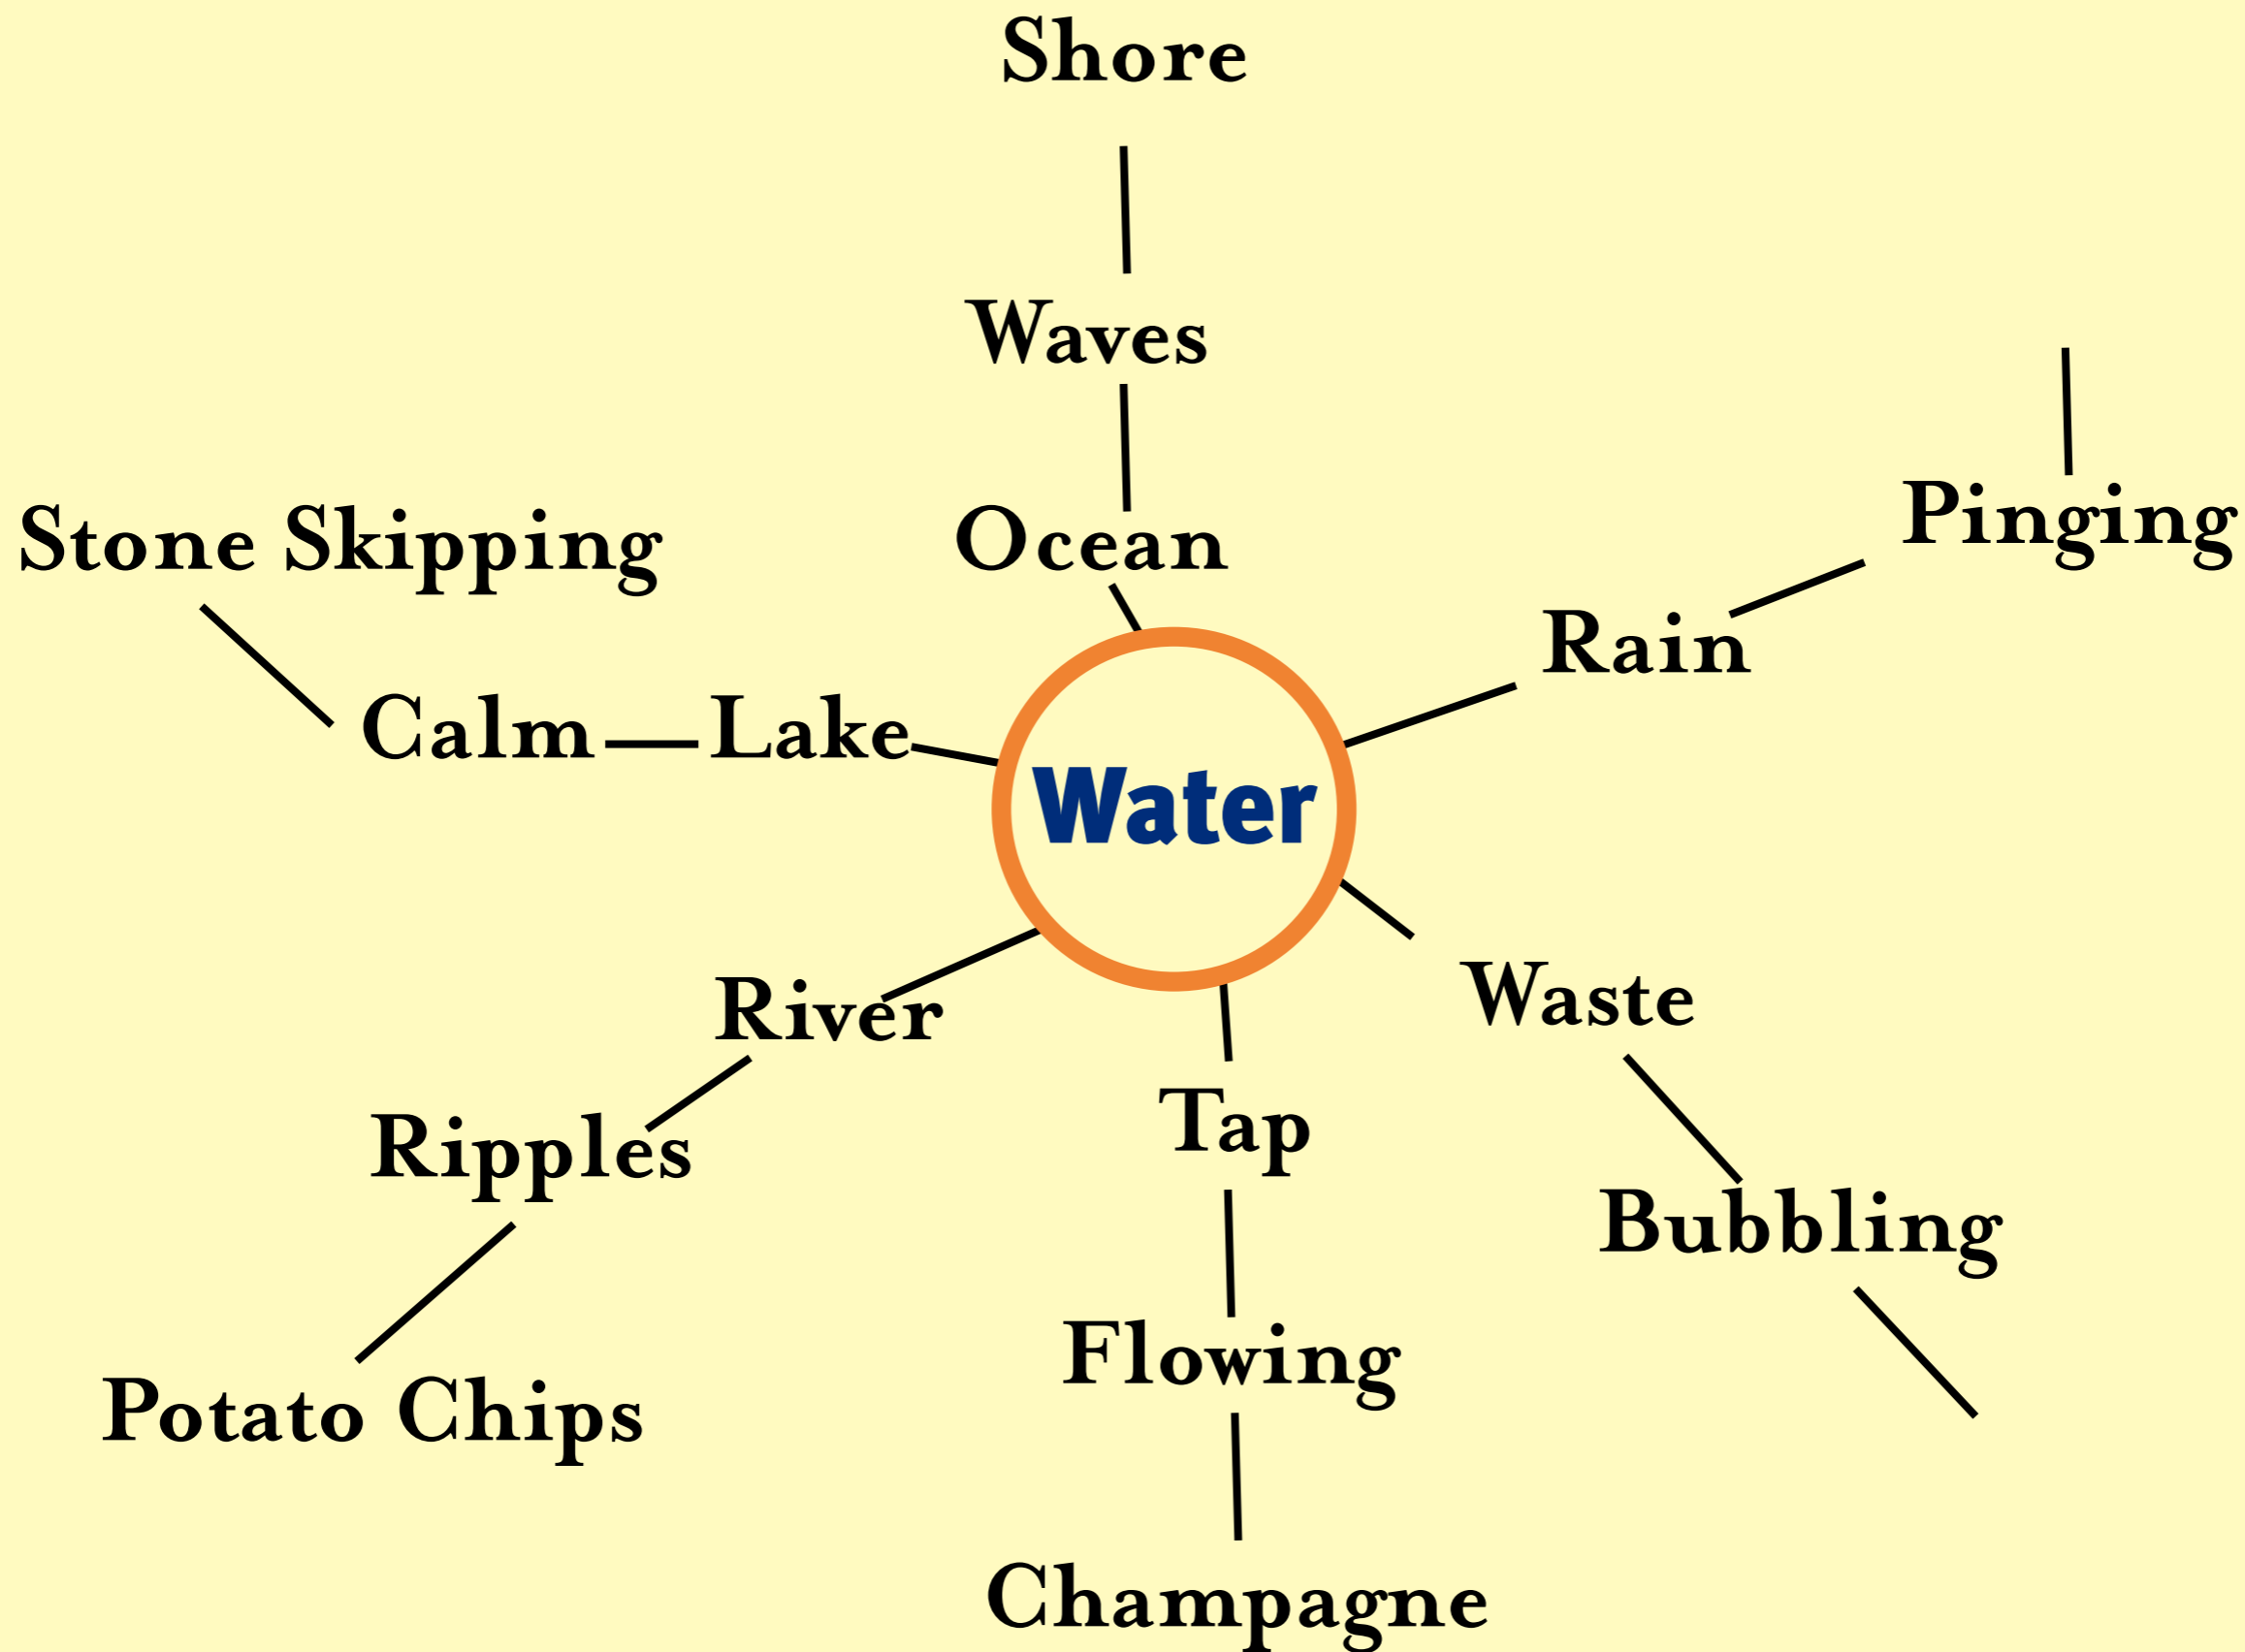 Shore
Waves
Ocean
Stone Skipping
Pinging
Rain
Calm
Lake
Water
River
Waste
Ripples
Tap
Bubbling
Flowing
Potato Chips
Champagne